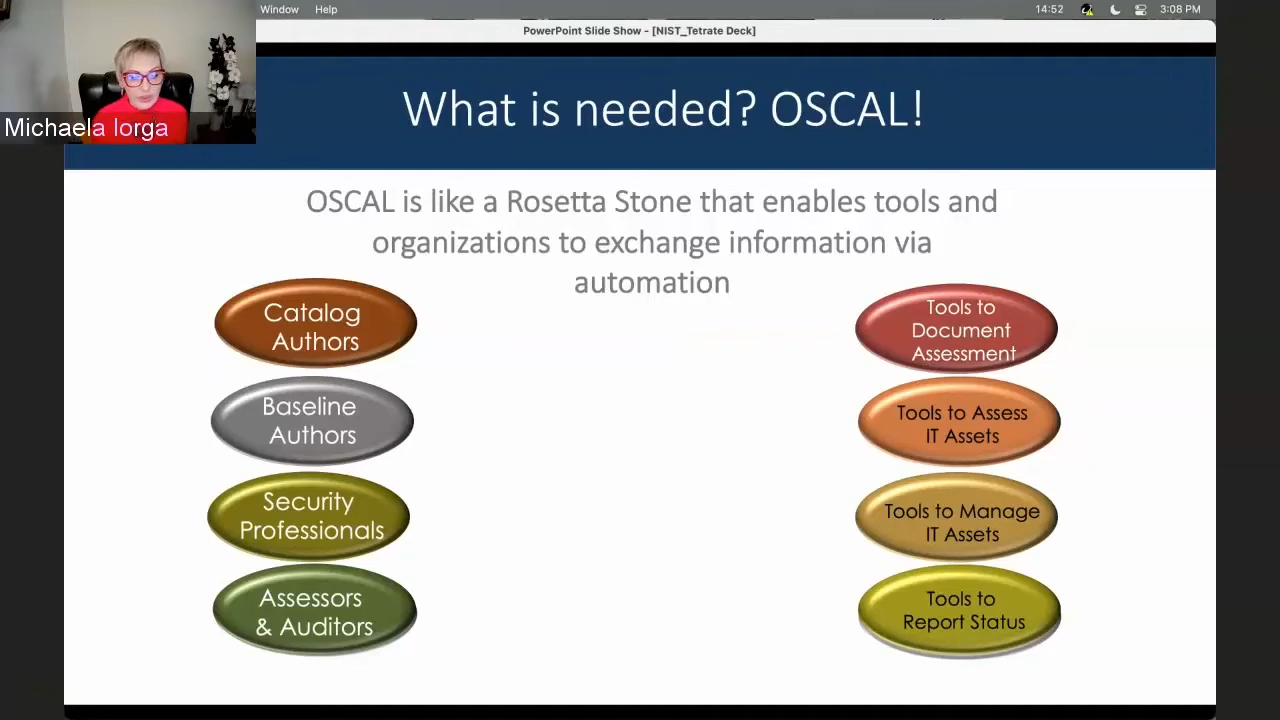 Window Help
14:52 3:08 PM
PowerPoint Slide Show - [NIST_Tetrate Deck]
Michaela Iorga
What is needed? OSCAL!
OSCAL is like a Rosetta Stone that enables tools and
organizations to exchange information via
automation
Catalog
Authors
Baseline
Authors
Security
Professionals
Assessors
& Auditors
Tools to
Document
Assessment
Tools to Assess
IT Assets
Tools to Manage
IT Assets
Tools to
Report Status